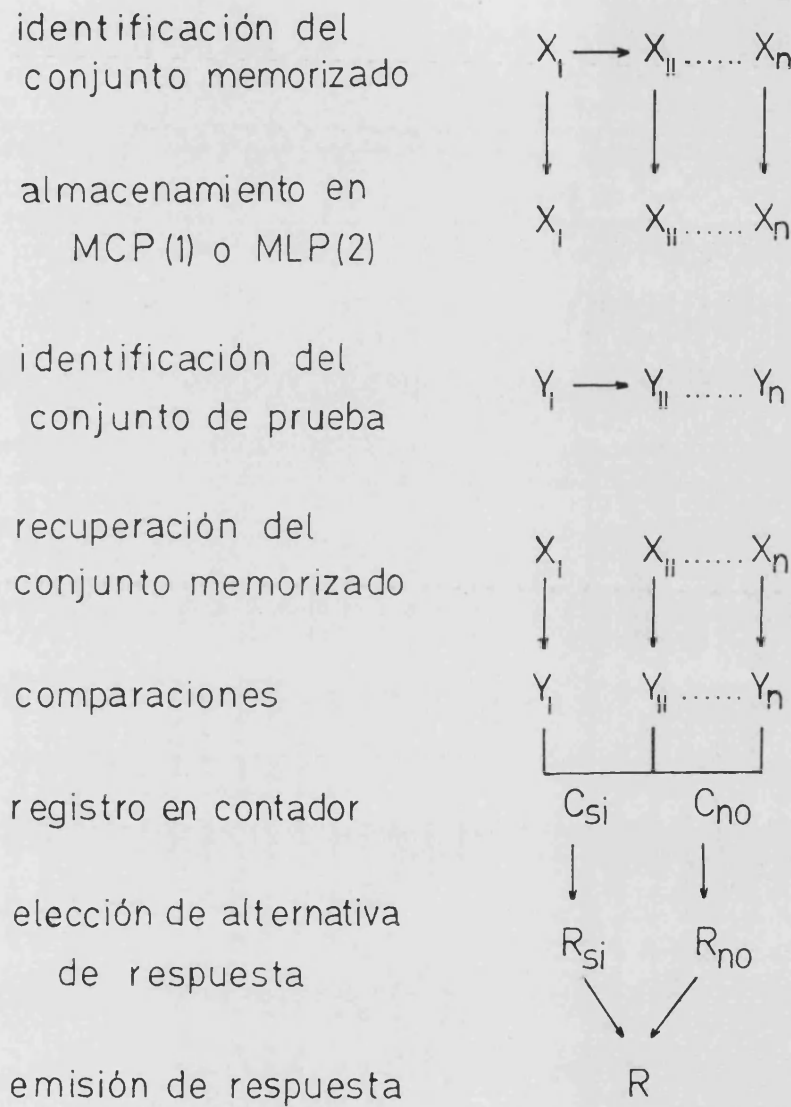 identificación del
conjunto memorizado
X_I X_II ...... X_n
almacenamiento en
MCP(1) o MLP(2)
X_I X_II ...... X_n
identificación del
conjunto de prueba
Y_I Y_II ...... Y_n
recuperación del
conjunto memorizado
X_I X_II ...... X_n
comparaciones
Y_I Y_II ...... Y_n
registro en contador
C_si C_no
elección de alternativa
de respuesta
R_si R_no
emisión de respuesta
R